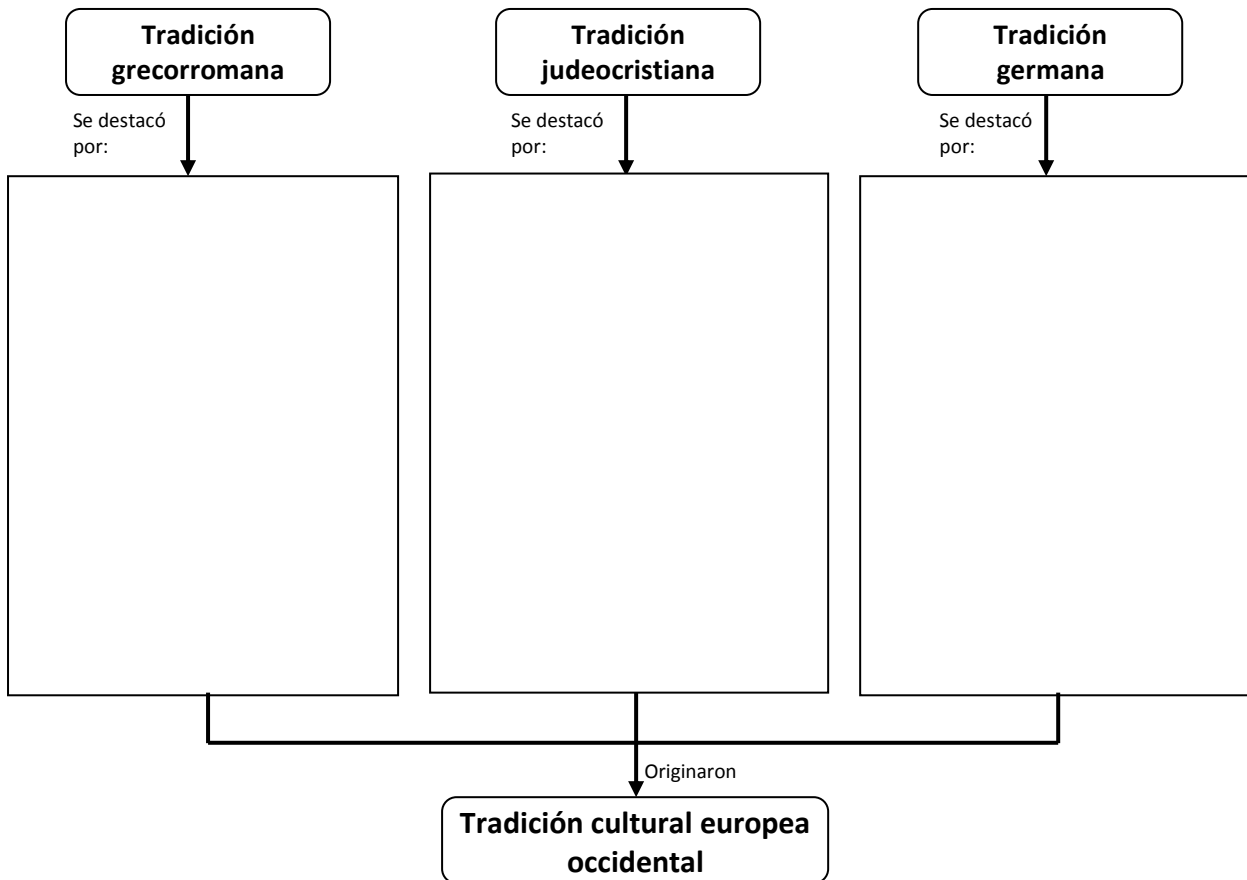 Tradición
grecorromana
Tradición
judeocristiana
Tradición
germana
Se destacó
por:
Se destacó
por:
Se destacó
por:
Originaron
Tradición cultural europea
occidental